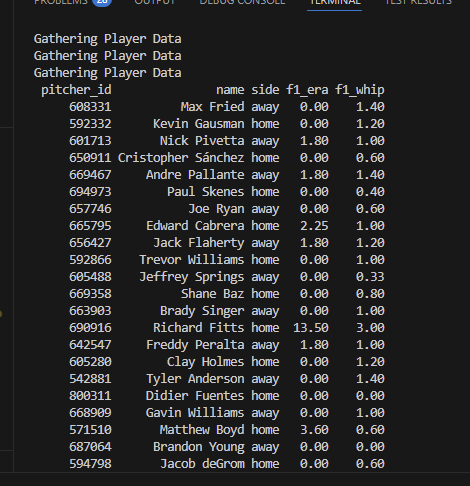 PROBLEMS 28 OUTPUT DEBUG CONSOLE TERMINAL TEST RESULTS
Gathering Player Data
Gathering Player Data
Gathering Player Data
pitcher_id name side f1_era f1_whip
608331 Max Fried away 0.00 1.40
592332 Kevin Gausman home 0.00 1.20
601713 Nick Pivetta away 1.80 1.00
650911 Cristopher Sánchez home 0.00 0.60
669467 Andre Pallante away 1.80 1.40
694973 Paul Skenes home 0.00 0.40
657746 Joe Ryan away 0.00 0.60
665795 Edward Cabrera home 2.25 1.00
656427 Jack Flaherty away 1.80 1.20
592866 Trevor Williams home 0.00 1.00
605488 Jeffrey Springs away 0.00 0.33
669358 Shane Baz home 0.00 0.80
663903 Brady Singer away 0.00 1.00
690916 Richard Fitts home 13.50 3.00
642547 Freddy Peralta away 1.80 1.00
605280 Clay Holmes home 0.00 1.20
542881 Tyler Anderson away 0.00 1.40
800311 Didier Fuentes home 0.00 0.00
668909 Gavin Williams away 0.00 1.00
571510 Matthew Boyd home 3.60 0.60
687064 Brandon Young away 0.00 0.00
594798 Jacob deGrom home 0.00 0.60